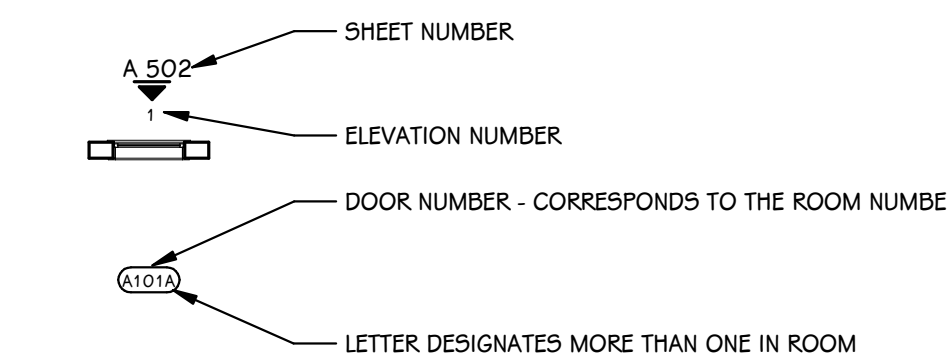 SHEET NUMBER
A 502
1
ELEVATION NUMBER
DOOR NUMBER - CORRESPONDS TO THE ROOM NUMBE
A101A
LETTER DESIGNATES MORE THAN ONE IN ROOM